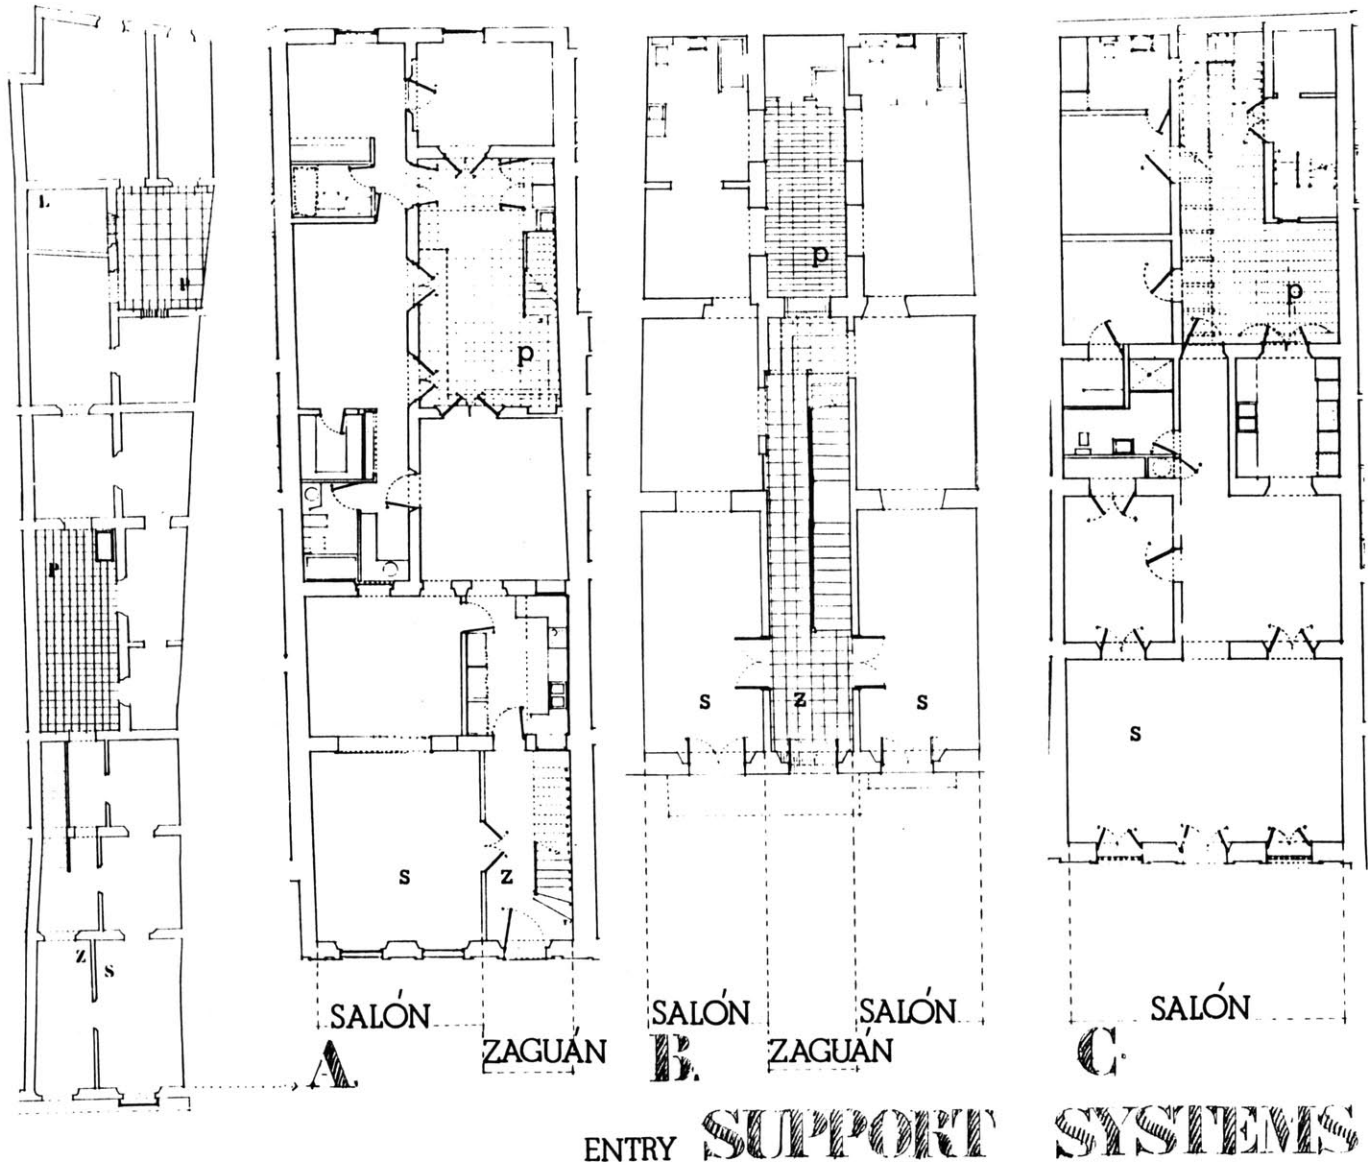 L
P
P
Z S
p
S Z
p
S Z S
p
S
SALÓN
ZAGUÁN
A
SALÓN SALÓN
ZAGUÁN
B.
SALÓN
C.
ENTRY SUPPORT SYSTEMS